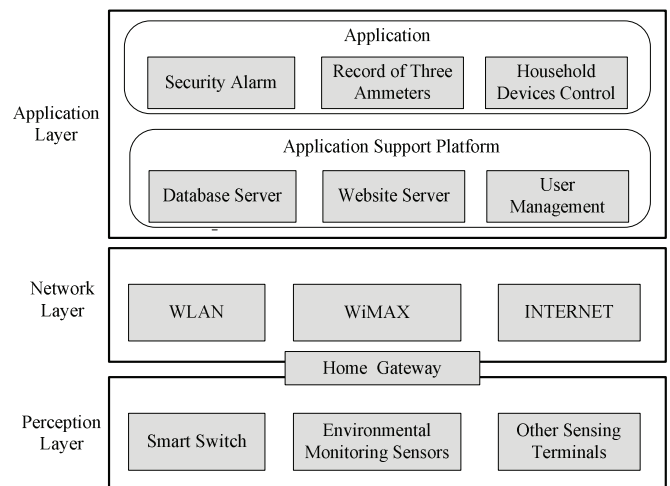 Application
Security Alarm
Record of Three
Ammeters
Household
Devices Control
Application
Layer
Application Support Platform
Database Server
Website Server
User
Management
Network
Layer
WLAN
WiMAX
INTERNET
Home Gateway
Perception
Layer
Smart Switch
Environmental
Monitoring Sensors
Other Sensing
Terminals